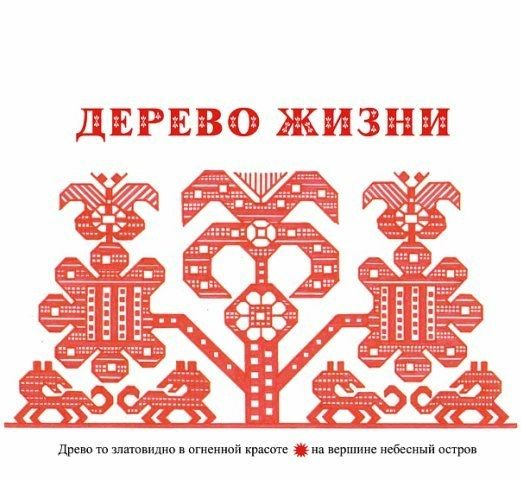 ДЕРЕВО ЖИЗНИ
Древо то златовидно в огненной красоте на вершине небесный остров